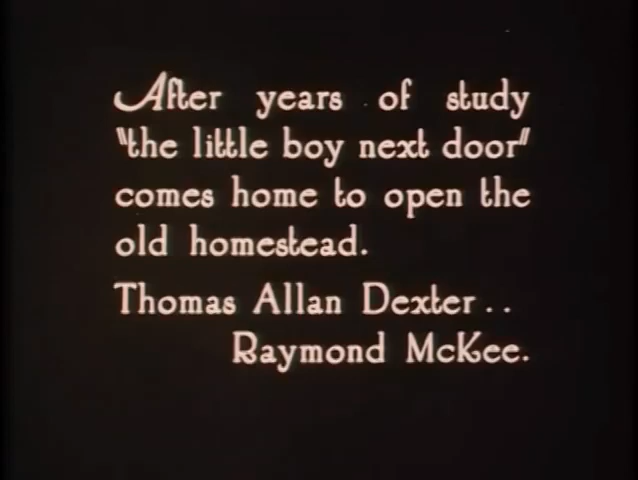 After years of study
"the little boy next door"
comes home to open the
old homestead.
Thomas Allan Dexter..
Raymond McKee.